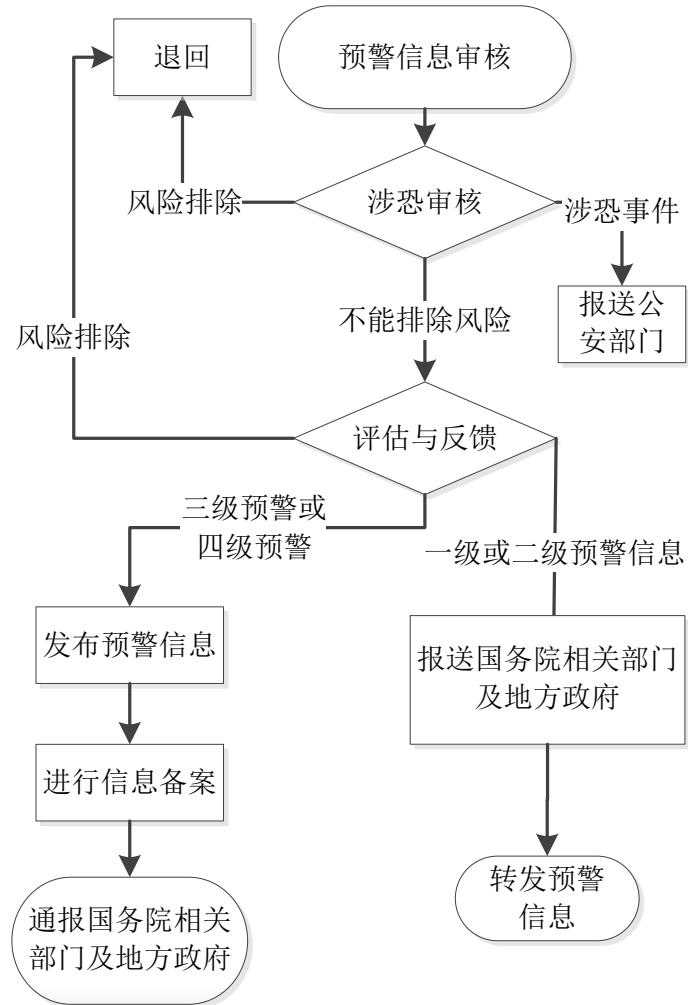 退回
预警信息审核
风险排除
涉恐审核
涉恐事件
报送公
安部门
不能排除风险
风险排除
评估与反馈
三级预警或
四级预警
一级或二级预警信息
发布预警信息
报送国务院相关部门
及地方政府
进行信息备案
转发预警
信息
通报国务院相关
部门及地方政府